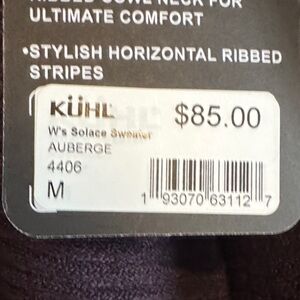 RIBBED COWL NECK FOR
ULTIMATE COMFORT
•STYLISH HORIZONTAL RIBBED
STRIPES
KÜHL $85.00
W's Solace Sweater
AUBERGE
4406
M
1 93070 63112 7